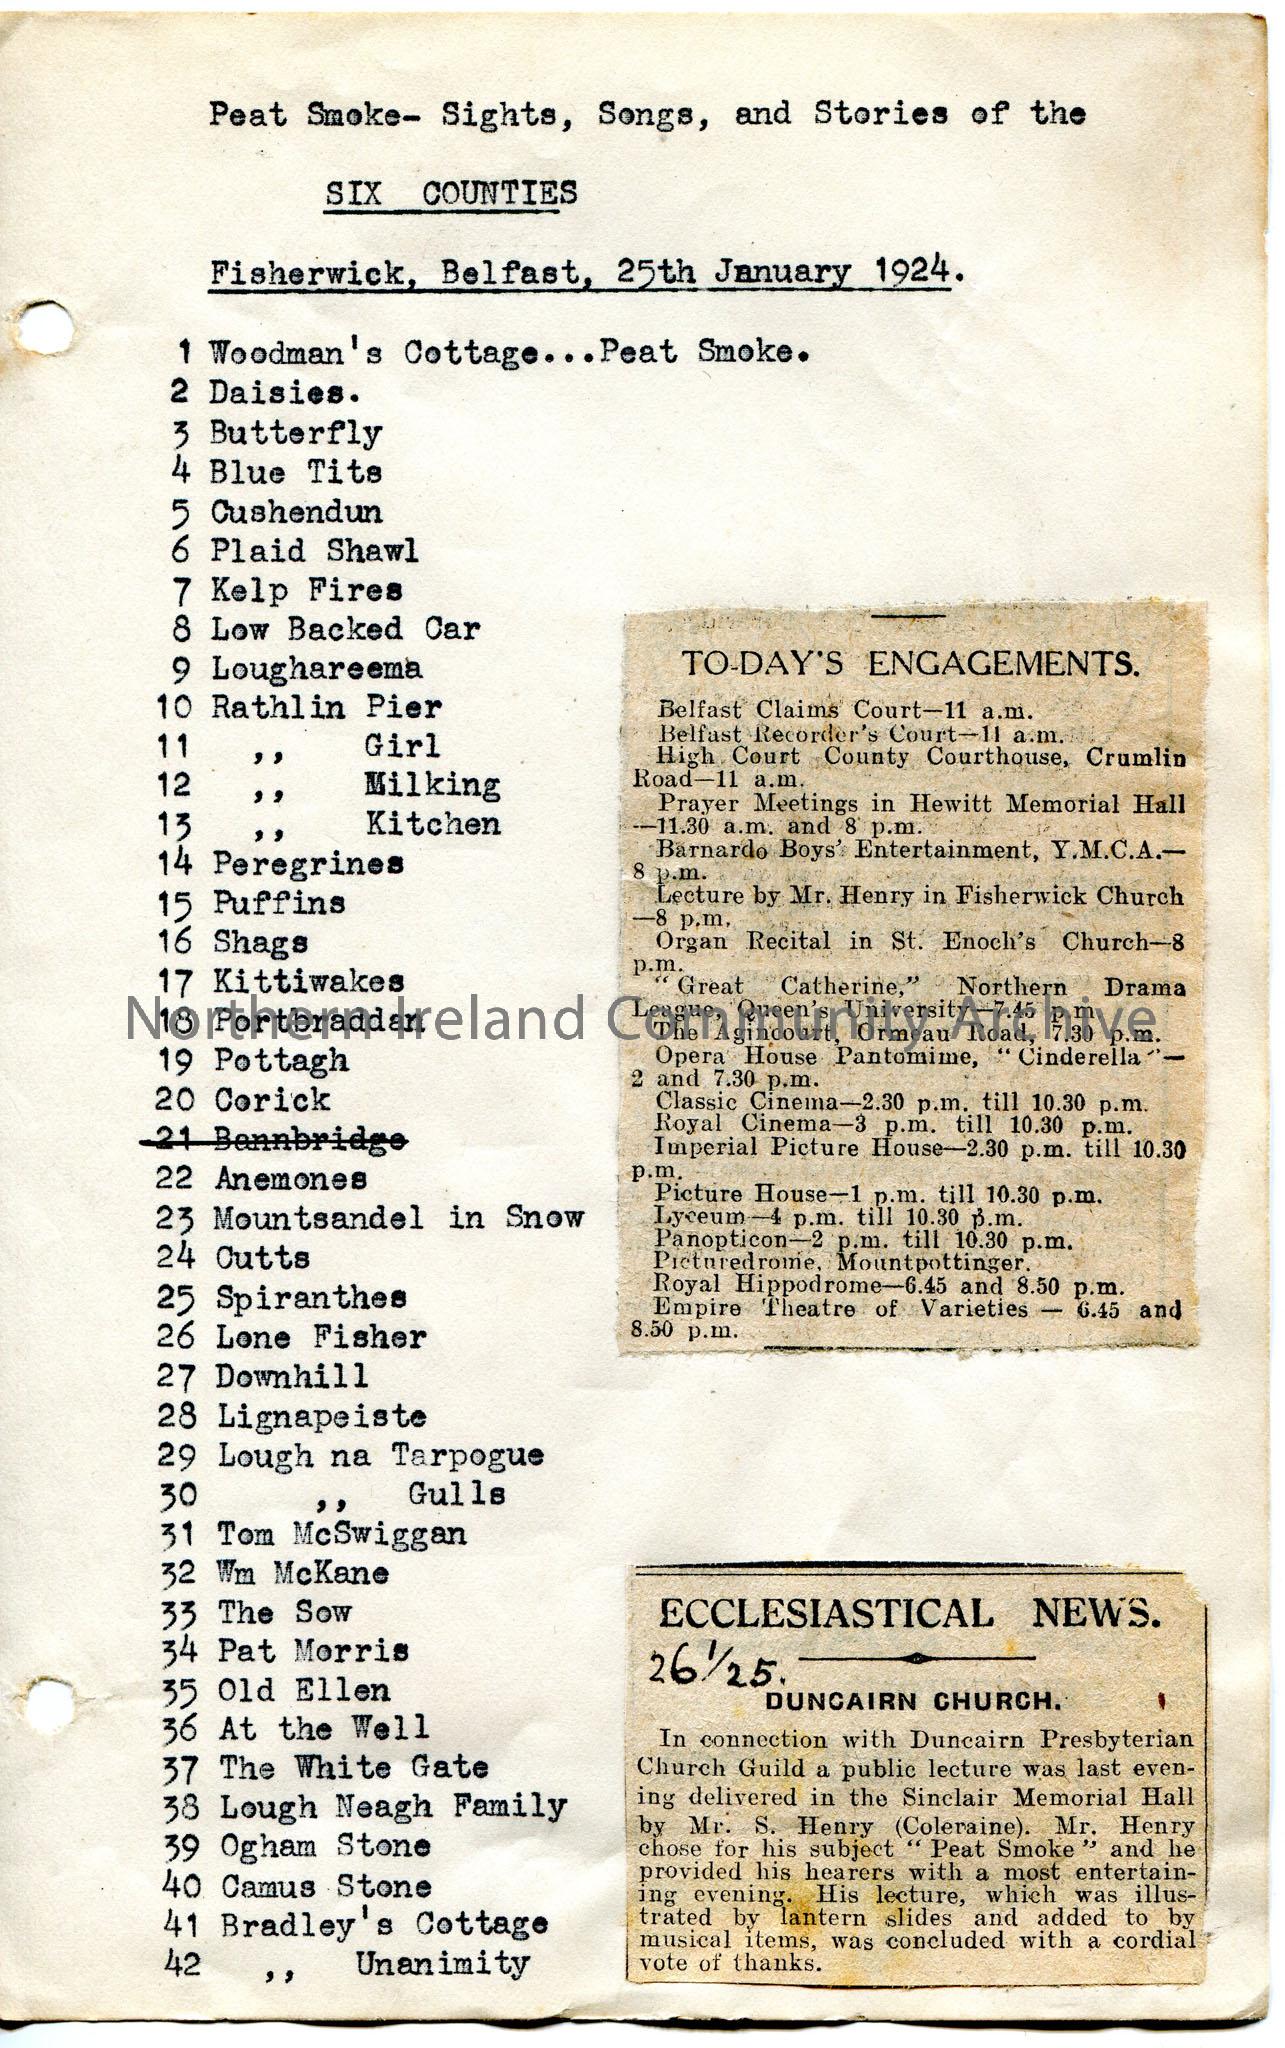 Peat Smoke- Sights, Songs, and Stories of the
SIX COUNTIES
Fisherwick, Belfast, 25th January 1924.
1 Woodman's Cottage...Peat Smoke.
2 Daisies.
3 Butterfly
4 Blue Tits
5 Cushendun
6 Plaid Shawl
7 Kelp Fires
8 Low Backed Car
9 Loughareema
10 Rathlin Pier
11 ,, Girl
12 ,, Milking
13 ,, Kitchen
14 Peregrines
15 Puffins
16 Shags
17 Kittiwakes
18 Portbraddan
19 Pottagh
20 Corick
21 Bannbridge
22 Anemones
23 Mountsandel in Snow
24 Cutts
25 Spiranthes
26 Lone Fisher
27 Downhill
28 Lignapeiste
29 Lough na Tarpogue
30 ,, Gulls
31 Tom McSwiggan
32 Wm McKane
33 The Sow
34 Pat Morris
35 Old Ellen
36 At the Well
37 The White Gate
38 Lough Neagh Family
39 Ogham Stone
40 Camus Stone
41 Bradley's Cottage
42 ,, Unanimity
TO-DAY'S ENGAGEMENTS.
Belfast Claims Court—11 a.m.
Belfast Recorder's Court—11 a.m.
High Court County Courthouse, Crumlin
Road—11 a.m.
Prayer Meetings in Hewitt Memorial Hall
—11.30 a.m. and 8 p.m.
Barnardo Boys' Entertainment, Y.M.C.A.—
8 p.m.
Lecture by Mr. Henry in Fisherwick Church
—8 p.m.
Organ Recital in St. Enoch's Church—8
p.m.
"Great Catherine," Northern Drama
League, Queen's University—7.45 p.m.
The Agincourt, Ormeau Road, 7.30 p.m.
Opera House Pantomime, "Cinderella"—
2 and 7.30 p.m.
Classic Cinema—2.30 p.m. till 10.30 p.m.
Royal Cinema—3 p.m. till 10.30 p.m.
Imperial Picture House—2.30 p.m. till 10.30
p.m.
Picture House—1 p.m. till 10.30 p.m.
Lyceum—4 p.m. till 10.30 p.m.
Panopticon—2 p.m. till 10.30 p.m.
Picturedrome, Mountpottinger.
Royal Hippodrome—6.45 and 8.50 p.m.
Empire Theatre of Varieties — 6.45 and
8.50 p.m.
ECCLESIASTICAL NEWS.
26 1/25.
DUNCAIRN CHURCH.
In connection with Duncairn Presbyterian
Church Guild a public lecture was last even-
ing delivered in the Sinclair Memorial Hall
by Mr. S. Henry (Coleraine). Mr. Henry
chose for his subject "Peat Smoke" and he
provided his hearers with a most entertain-
ing evening. His lecture, which was illus-
trated by lantern slides and added to by
musical items, was concluded with a cordial
vote of thanks.
Northern Ireland Community Archive